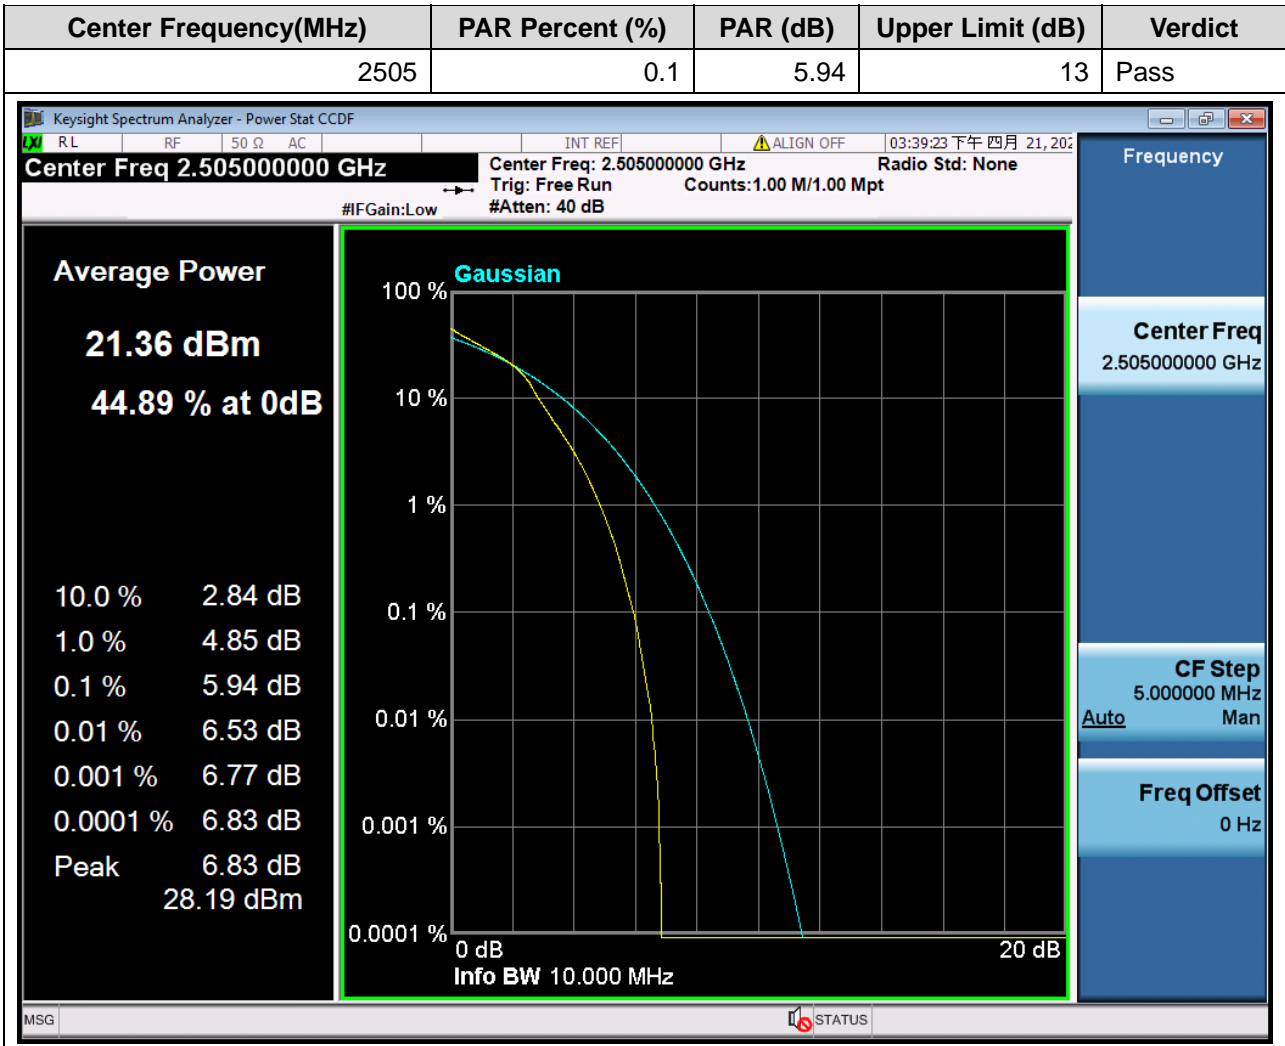 Center Frequency(MHz) PAR Percent (%) PAR (dB) Upper Limit (dB) Verdict
2505 0.1 5.94 13 Pass
Keysight Spectrum Analyzer - Power Stat CCDF
LXI RL RF 50 Ω AC INT REF ALIGN OFF 03:39:23 下午 四月 21, 202
Center Freq 2.505000000 GHz
Center Freq: 2.505000000 GHz Radio Std: None
Trig: Free Run Counts:1.00 M/1.00 Mpt
#IFGain:Low #Atten: 40 dB
Average Power
21.36 dBm
44.89 % at 0dB
10.0 % 2.84 dB
1.0 % 4.85 dB
0.1 % 5.94 dB
0.01 % 6.53 dB
0.001 % 6.77 dB
0.0001 % 6.83 dB
Peak 6.83 dB
28.19 dBm
Gaussian
100 %
10 %
1 %
0.1 %
0.01 %
0.001 %
0.0001 %
0 dB 20 dB
Info BW 10.000 MHz
Frequency
Center Freq
2.505000000 GHz
CF Step
5.000000 MHz
Auto Man
Freq Offset
0 Hz
MSG STATUS